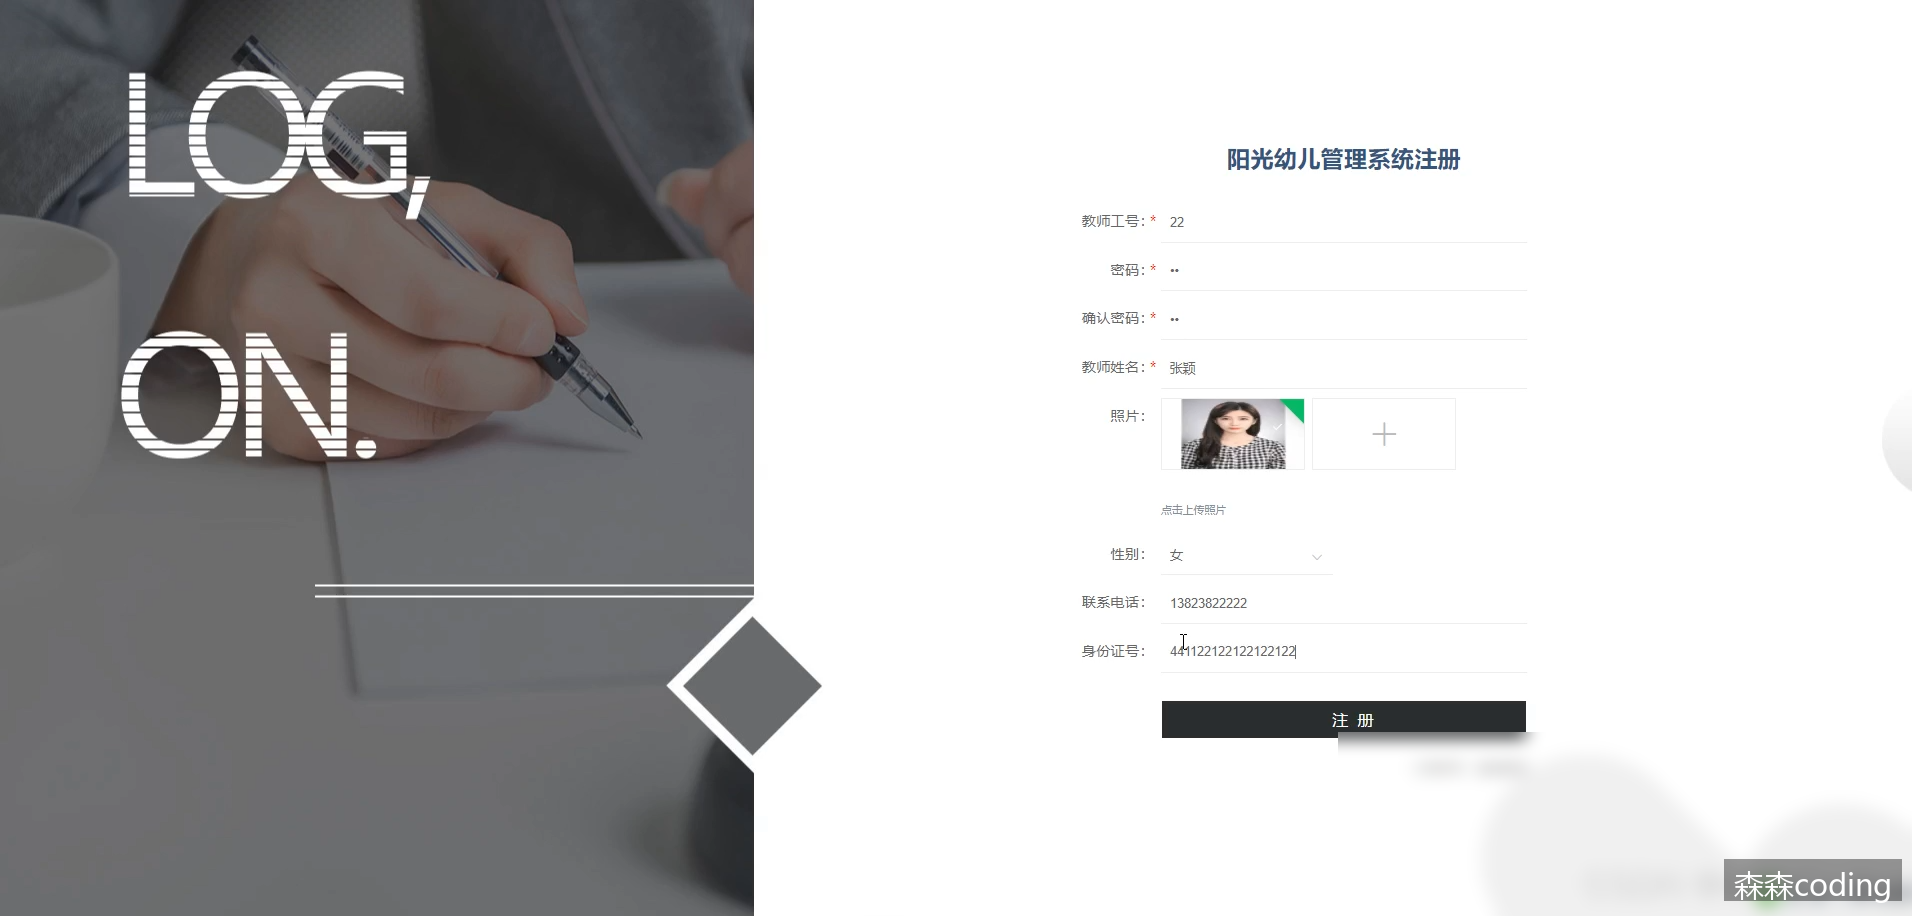 LOG,
ON.
阳光幼儿管理系统注册
教师工号：* 22
密码：* ••
确认密码：* ••
教师姓名：* 张颖
照片：
点击上传照片
性别： 女
联系电话： 13823822222
身份证号： 441122122122122122
注 册
森森coding